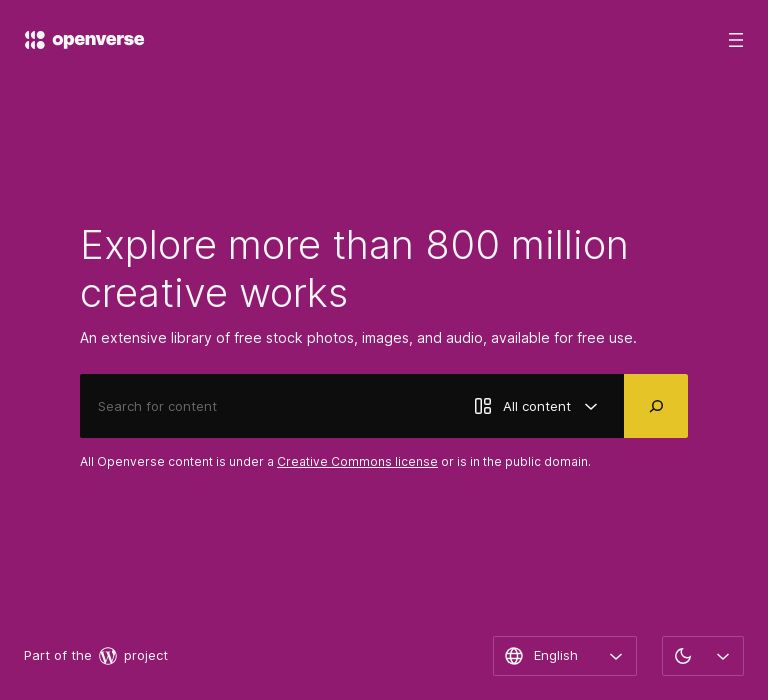 openverse
Explore more than 800 million
creative works
An extensive library of free stock photos, images, and audio, available for free use.
Search for content
All content
All Openverse content is under a Creative Commons license or is in the public domain.
Part of the project
English